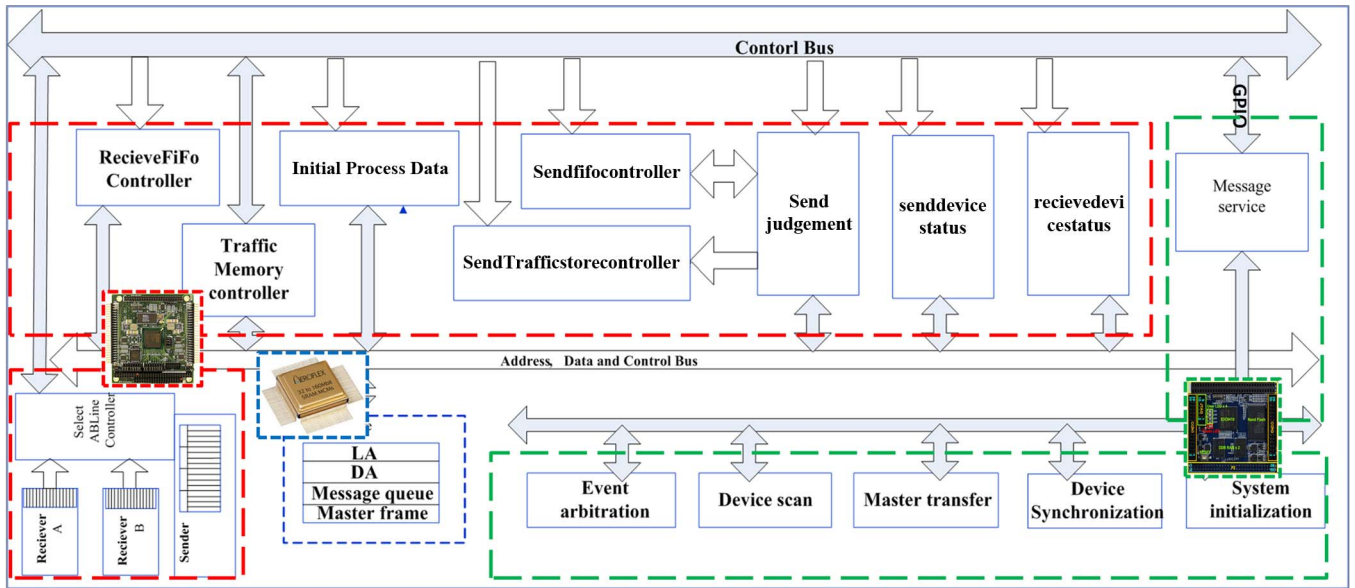 Contorl Bus
GPIO
RecieveFiFo
Controller
Initial Process Data
Sendfifocontroller
Send
judgement
senddevice
status
recievedevi
cestatus
Message
service
Traffic
Memory
controller
SendTrafficstorecontroller
Address, Data and Control Bus
Select
ABLine
Controller
Reciever
A
Reciever
B
Sender
LA
DA
Message queue
Master frame
Event
arbitration
Device scan
Master transfer
Device
Synchronization
System
initialization